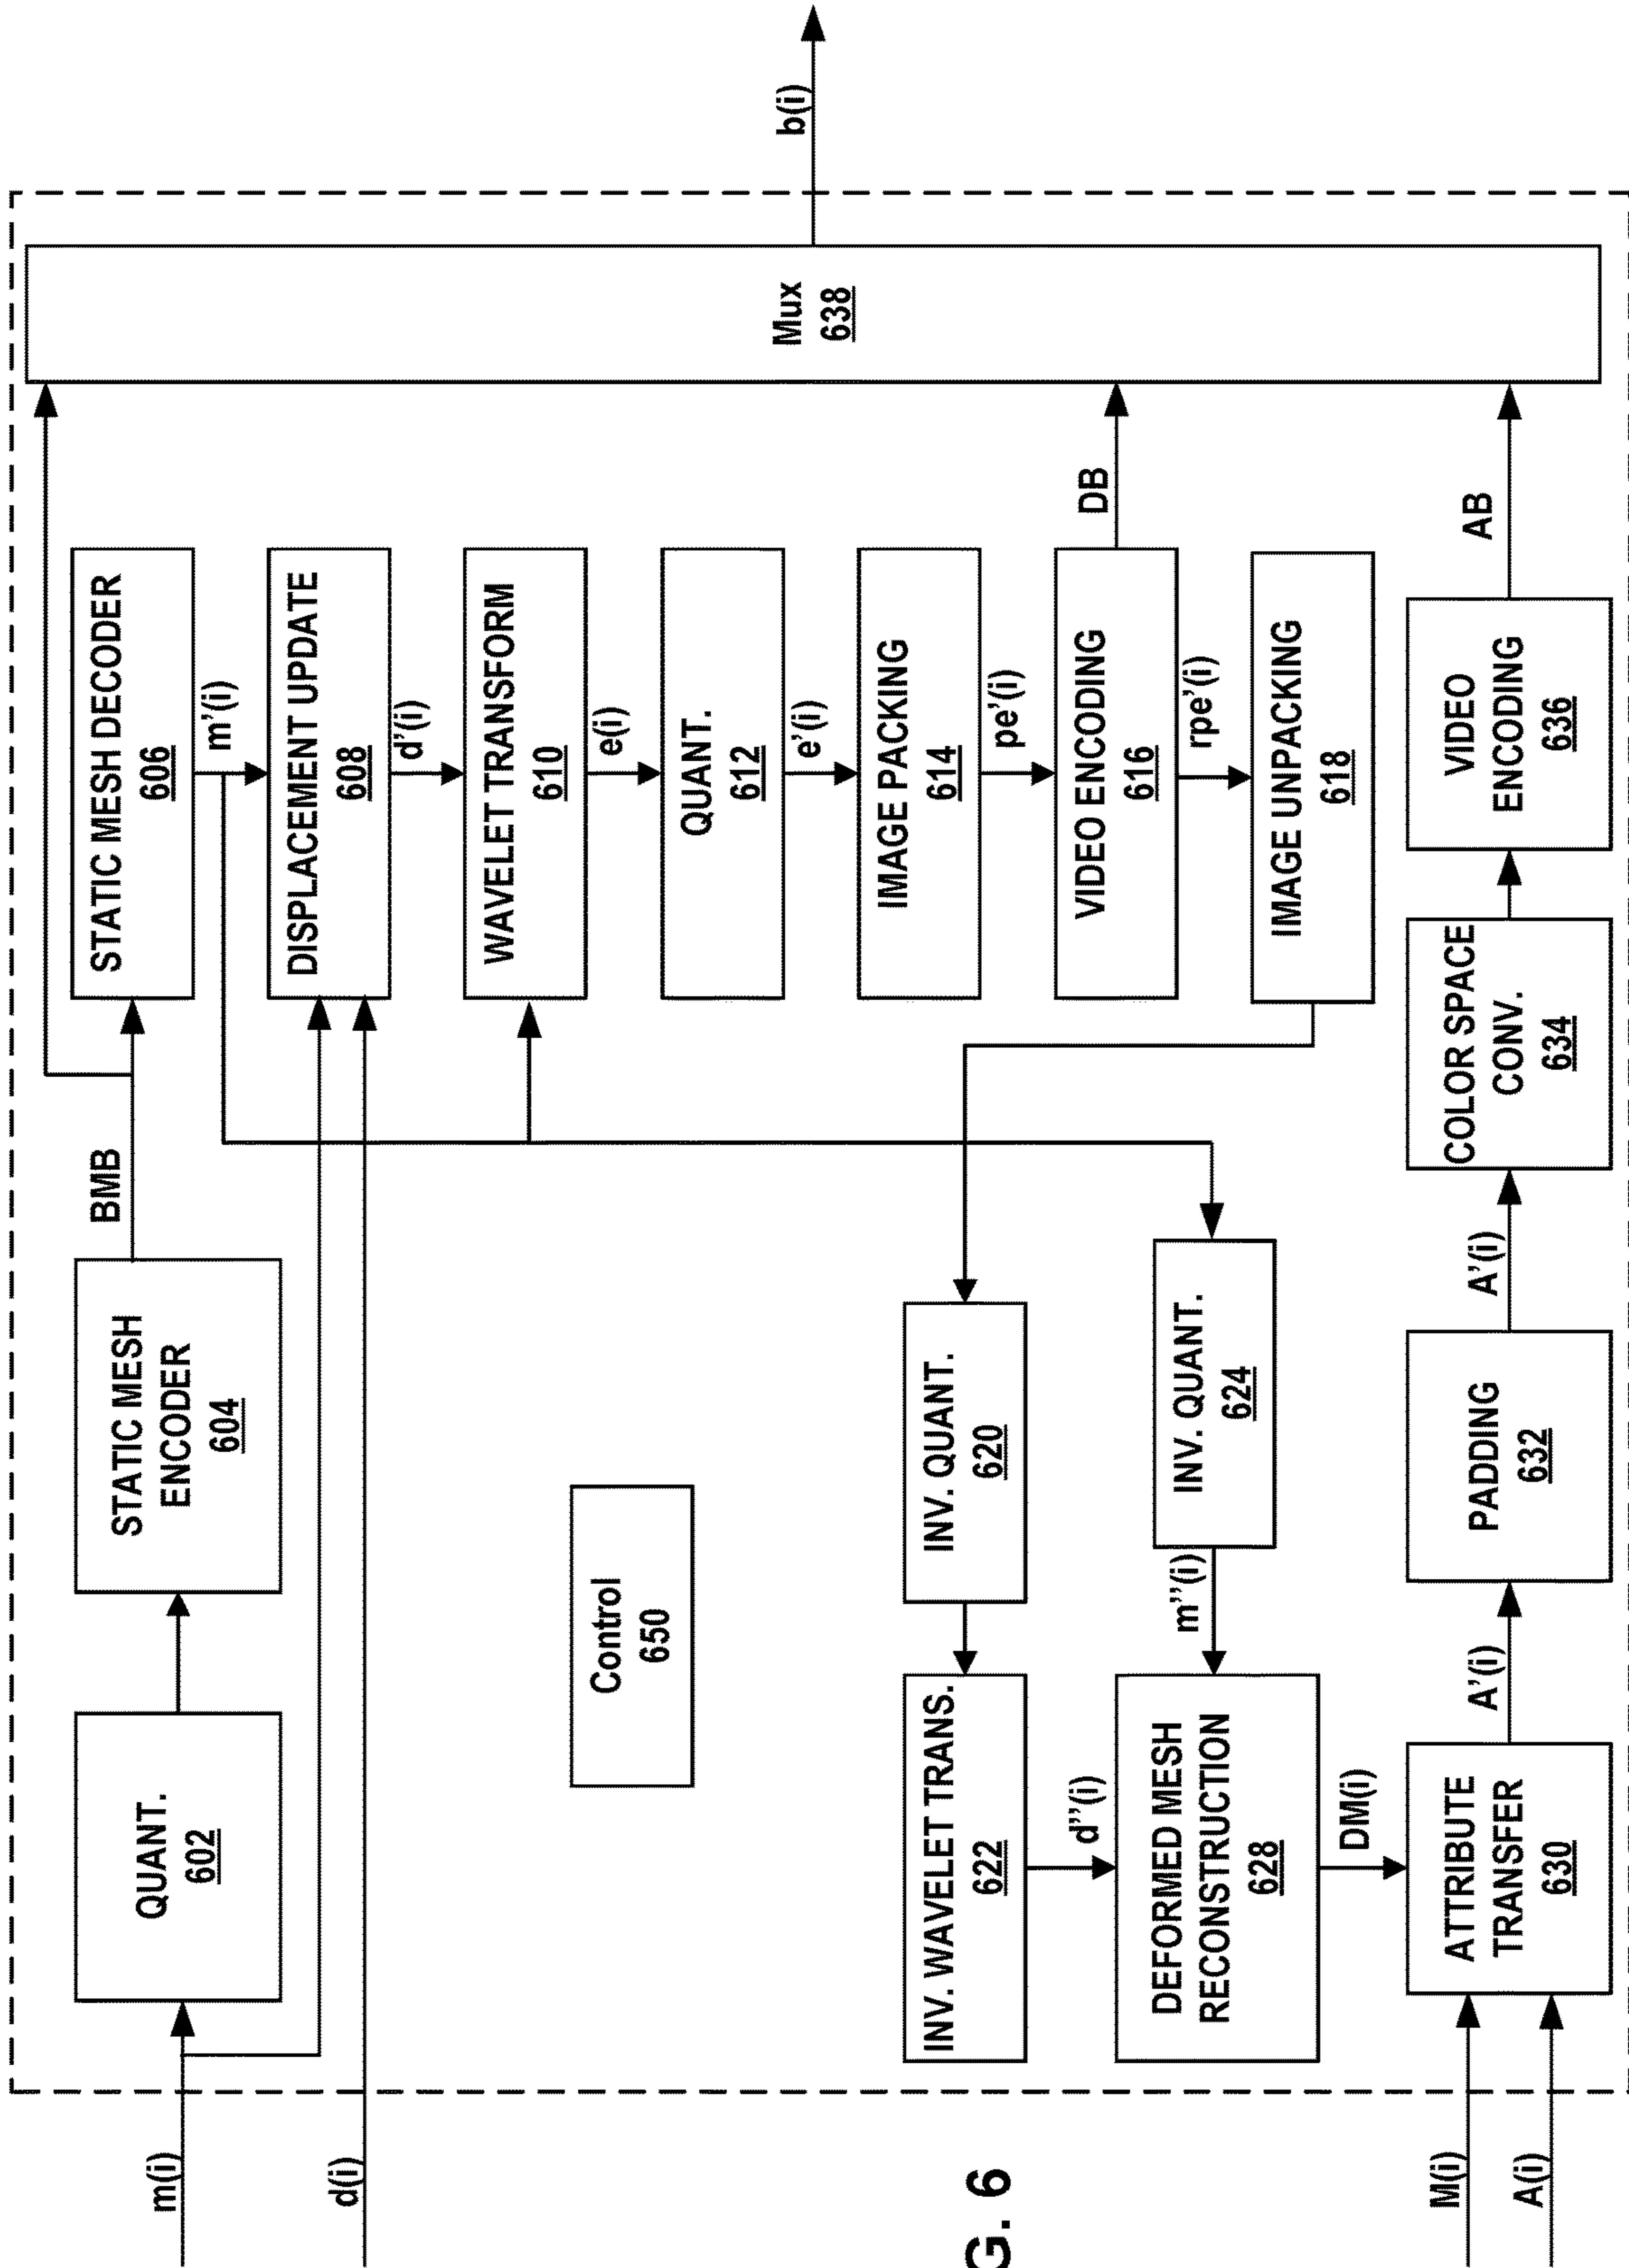 m(i)
QUANT.
602
STATIC MESH
ENCODER
604
BMB
STATIC MESH DECODER
606
m'(i)
d(i)
DISPLACEMENT UPDATE
608
d'(i)
WAVELET TRANSFORM
610
e(i)
QUANT.
612
e'(i)
IMAGE PACKING
614
pe'(i)
VIDEO ENCODING
616
DB
rpe'(i)
IMAGE UNPACKING
618
Control
650
INV. QUANT.
620
INV. WAVELET TRANS.
622
d''(i)
INV. QUANT.
624
m''(i)
DEFORMED MESH
RECONSTRUCTION
628
DM(i)
M(i)
A(i)
ATTRIBUTE
TRANSFER
630
A'(i)
PADDING
632
A'(i)
COLOR SPACE
CONV.
634
VIDEO
ENCODING
636
AB
Mux
638
b(i)
G. 6